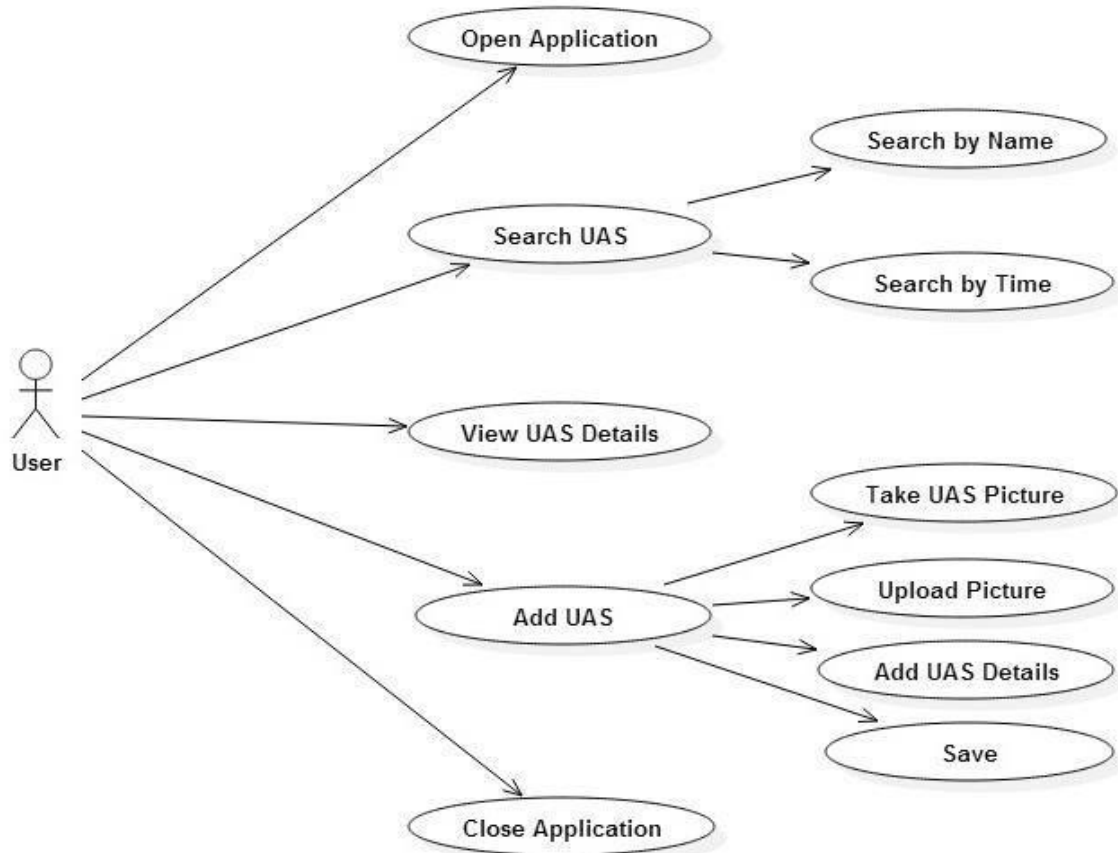 Open Application
Search by Name
Search UAS
Search by Time
View UAS Details
User
Take UAS Picture
Upload Picture
Add UAS
Add UAS Details
Save
Close Application